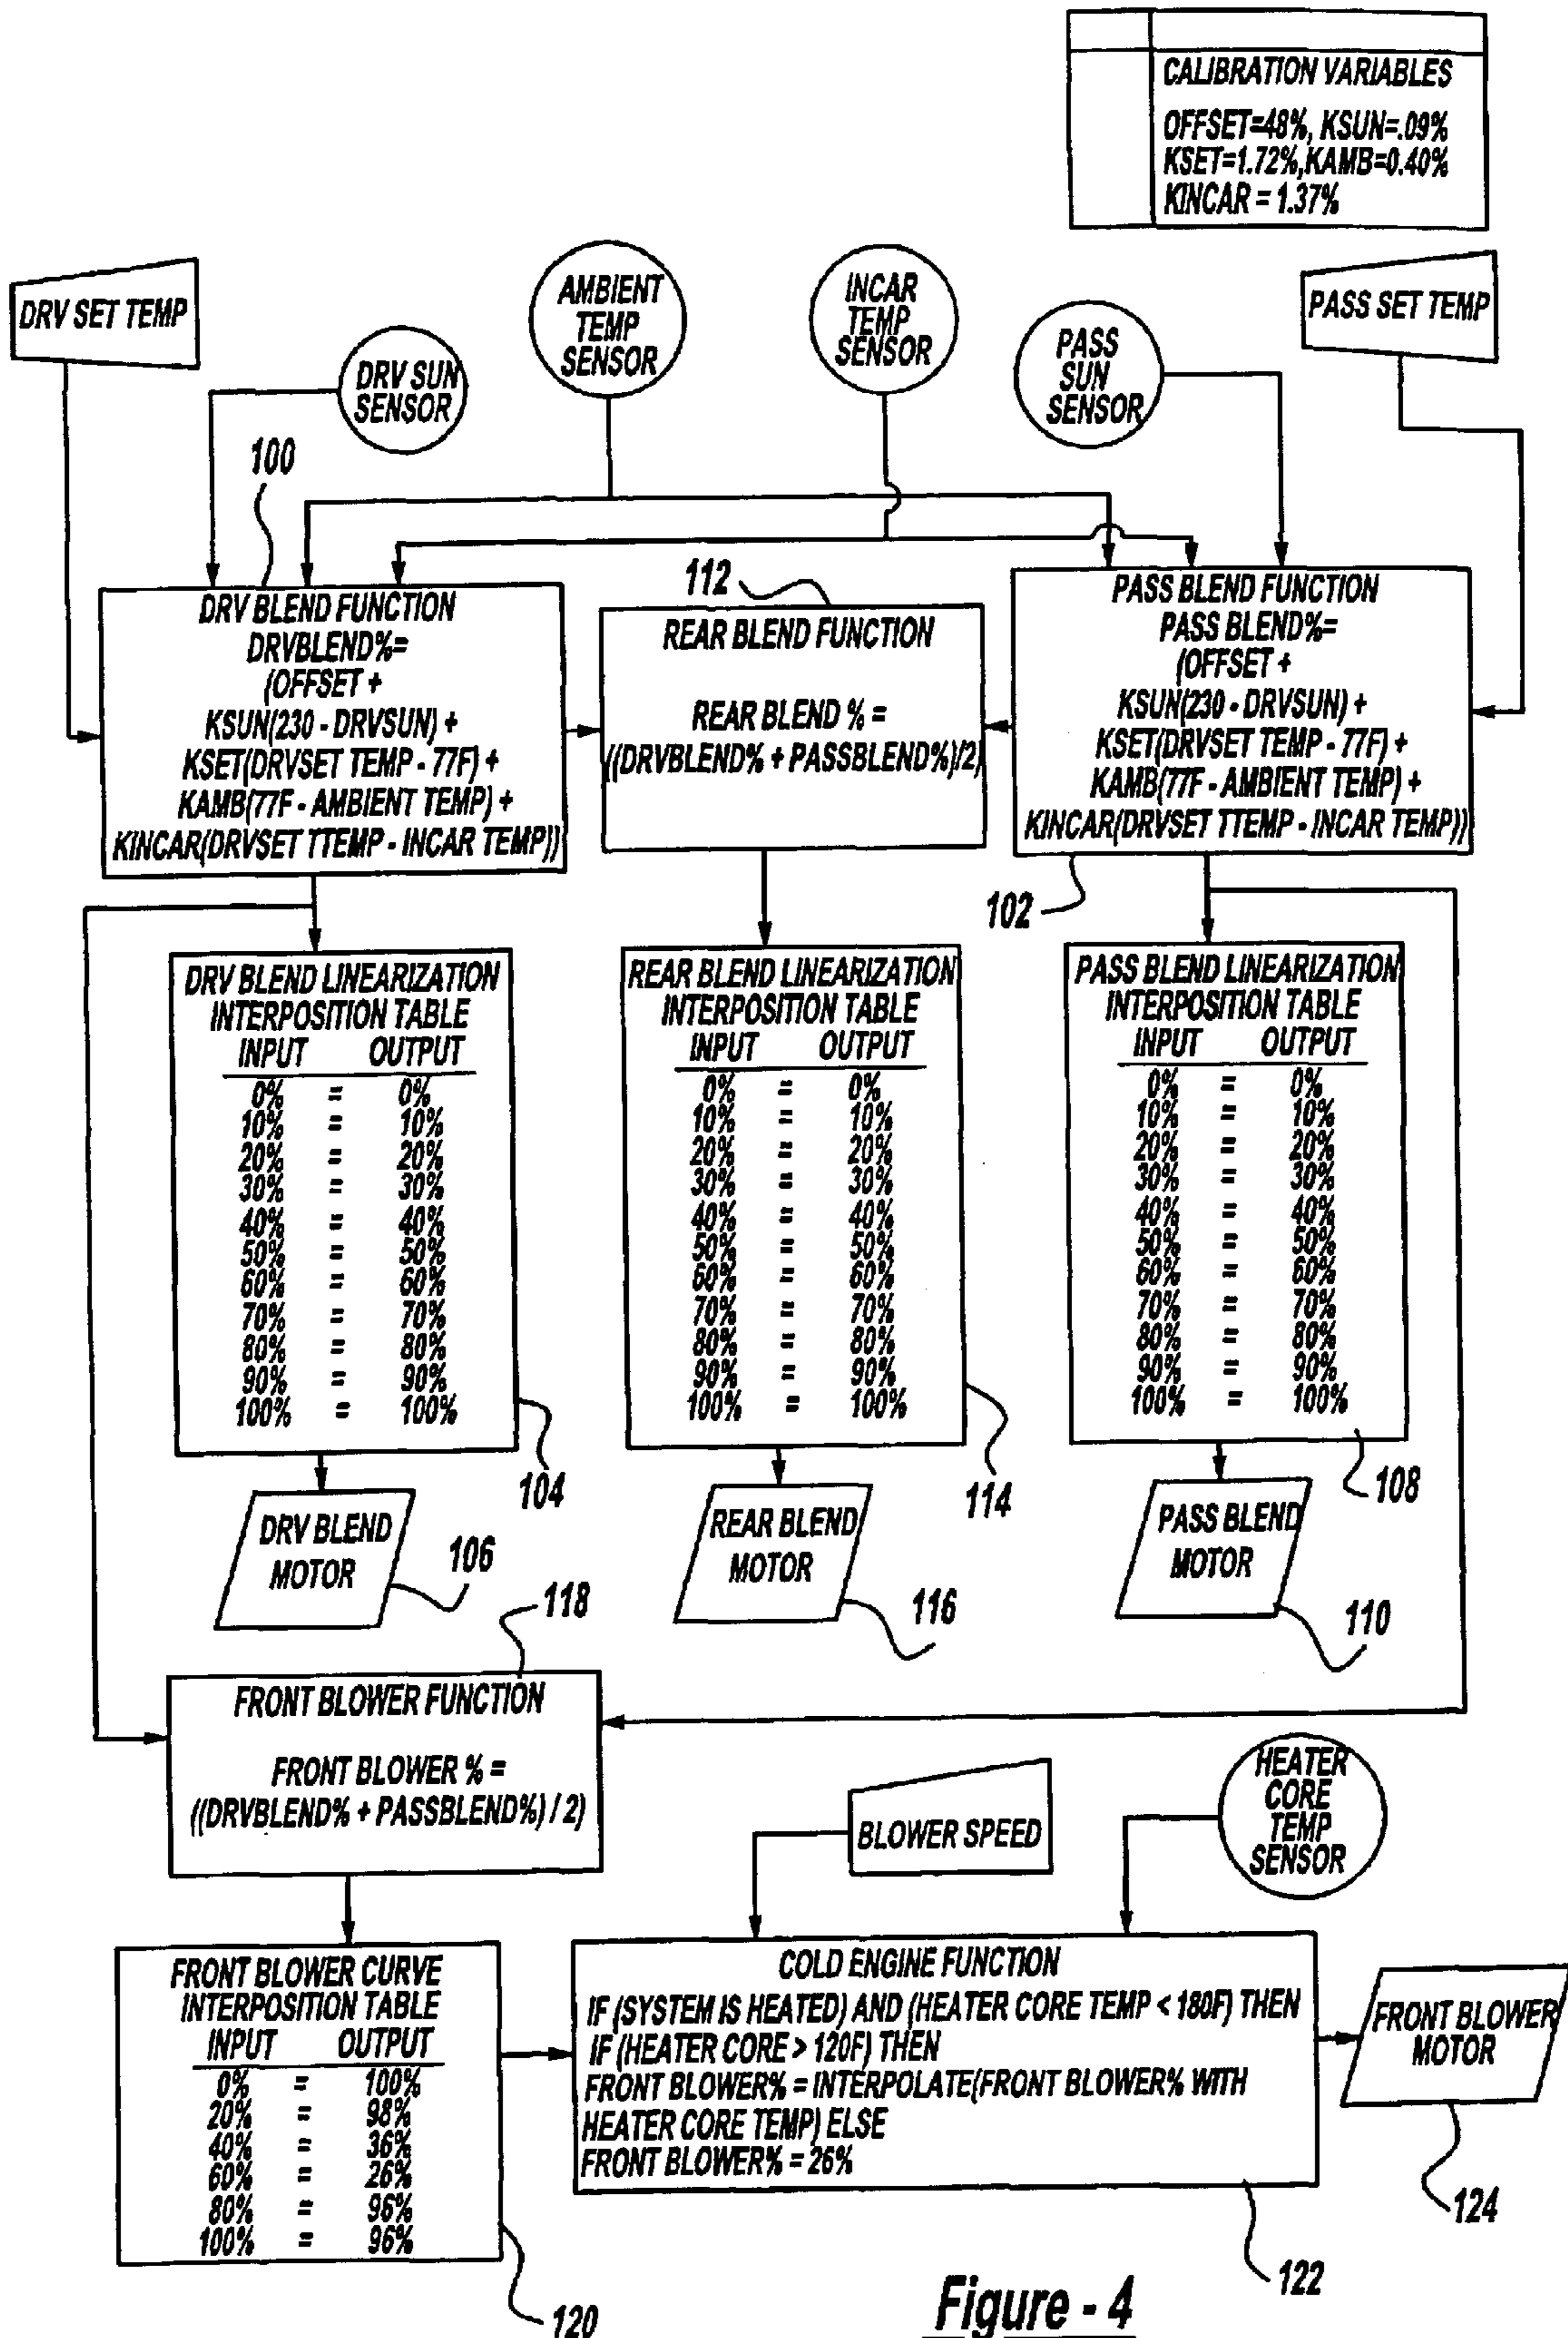 CALIBRATION VARIABLES
OFFSET=48%, KSUN=.09%
KSET=1.72%,KAMB=0.40%
KINCAR = 1.37%
DRV SET TEMP
DRV SUN
SENSOR
AMBIENT
TEMP
SENSOR
INCAR
TEMP
SENSOR
PASS
SUN
SENSOR
PASS SET TEMP
100
DRV BLEND FUNCTION
DRVBLEND%=
(OFFSET +
KSUN(230 - DRVSUN) +
KSET(DRVSET TEMP - 77F) +
KAMB(77F - AMBIENT TEMP) +
KINCAR(DRVSET TTEMP - INCAR TEMP))
112
REAR BLEND FUNCTION
REAR BLEND % =
((DRVBLEND% + PASSBLEND%)/2)
PASS BLEND FUNCTION
PASS BLEND%=
(OFFSET +
KSUN(230 - DRVSUN) +
KSET(DRVSET TEMP - 77F) +
KAMB(77F - AMBIENT TEMP) +
KINCAR(DRVSET TTEMP - INCAR TEMP))
102
DRV BLEND LINEARIZATION
INTERPOSITION TABLE
INPUT OUTPUT
0% = 0%
10% = 10%
20% = 20%
30% = 30%
40% = 40%
50% = 50%
60% = 60%
70% = 70%
80% = 80%
90% = 90%
100% = 100%
104
REAR BLEND LINEARIZATION
INTERPOSITION TABLE
INPUT OUTPUT
0% = 0%
10% = 10%
20% = 20%
30% = 30%
40% = 40%
50% = 50%
60% = 60%
70% = 70%
80% = 80%
90% = 90%
100% = 100%
114
PASS BLEND LINEARIZATION
INTERPOSITION TABLE
INPUT OUTPUT
0% = 0%
10% = 10%
20% = 20%
30% = 30%
40% = 40%
50% = 50%
60% = 60%
70% = 70%
80% = 80%
90% = 90%
100% = 100%
108
DRV BLEND
MOTOR
106
REAR BLEND
MOTOR
116
PASS BLEND
MOTOR
110
118
FRONT BLOWER FUNCTION
FRONT BLOWER % =
((DRVBLEND% + PASSBLEND%) / 2)
BLOWER SPEED
HEATER
CORE
TEMP
SENSOR
FRONT BLOWER CURVE
INTERPOSITION TABLE
INPUT OUTPUT
0% = 100%
20% = 98%
40% = 36%
60% = 26%
80% = 96%
100% = 96%
120
COLD ENGINE FUNCTION
IF (SYSTEM IS HEATED) AND (HEATER CORE TEMP < 180F) THEN
IF (HEATER CORE > 120F) THEN
FRONT BLOWER% = INTERPOLATE(FRONT BLOWER% WITH
HEATER CORE TEMP) ELSE
FRONT BLOWER% = 26%
122
FRONT BLOWER
MOTOR
124
Figure - 4